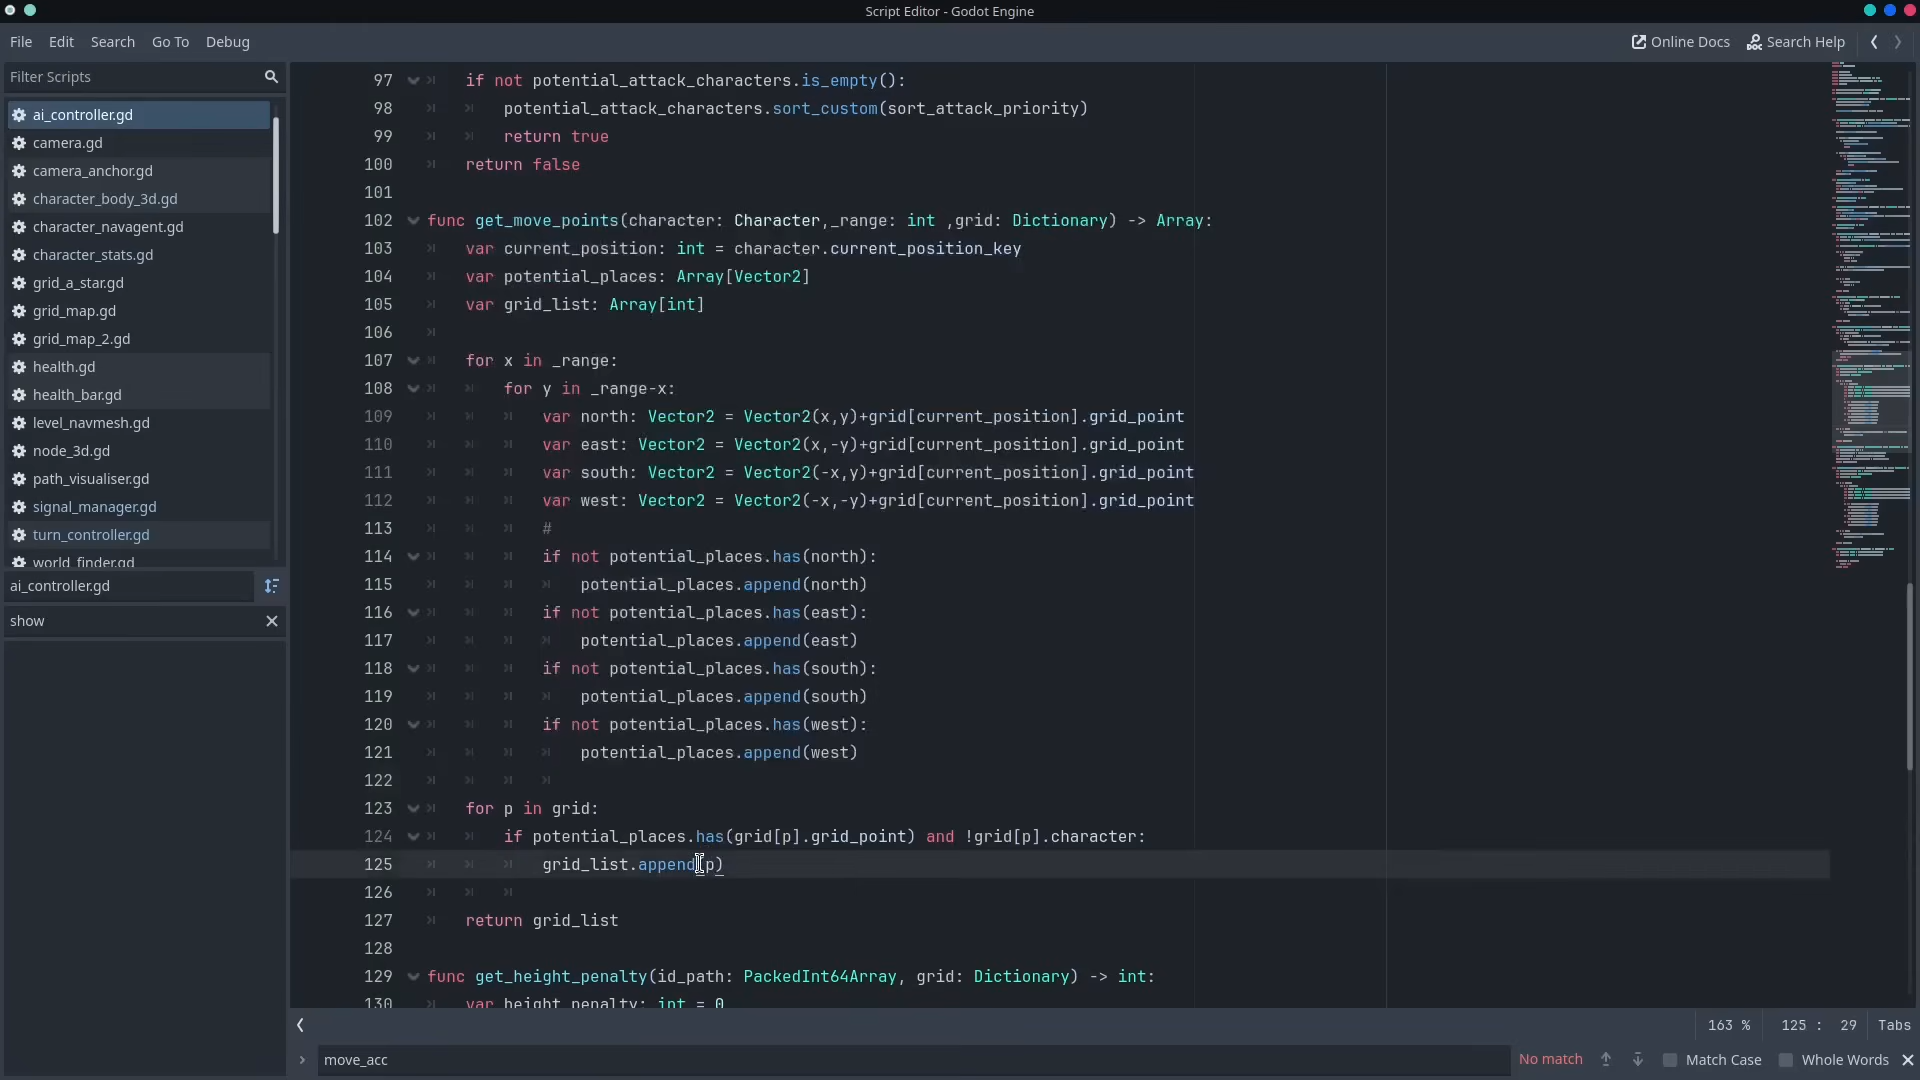 Script Editor - Godot Engine
File Edit Search Go To Debug
Online Docs Search Help
Filter Scripts
ai_controller.gd
camera.gd
camera_anchor.gd
character_body_3d.gd
character_navagent.gd
character_stats.gd
grid_a_star.gd
grid_map.gd
grid_map_2.gd
health.gd
health_bar.gd
level_navmesh.gd
node_3d.gd
path_visualiser.gd
signal_manager.gd
turn_controller.gd
world_finder.gd
ai_controller.gd
show
97 if not potential_attack_characters.is_empty():
98 potential_attack_characters.sort_custom(sort_attack_priority)
99 return true
100 return false
101
102 func get_move_points(character: Character,_range: int ,grid: Dictionary) -> Array:
103 var current_position: int = character.current_position_key
104 var potential_places: Array[Vector2]
105 var grid_list: Array[int]
106
107 for x in _range:
108 for y in _range-x:
109 var north: Vector2 = Vector2(x,y)+grid[current_position].grid_point
110 var east: Vector2 = Vector2(x,-y)+grid[current_position].grid_point
111 var south: Vector2 = Vector2(-x,y)+grid[current_position].grid_point
112 var west: Vector2 = Vector2(-x,-y)+grid[current_position].grid_point
113 #
114 if not potential_places.has(north):
115 potential_places.append(north)
116 if not potential_places.has(east):
117 potential_places.append(east)
118 if not potential_places.has(south):
119 potential_places.append(south)
120 if not potential_places.has(west):
121 potential_places.append(west)
122
123 for p in grid:
124 if potential_places.has(grid[p].grid_point) and !grid[p].character:
125 grid_list.append(p)
126
127 return grid_list
128
129 func get_height_penalty(id_path: PackedInt64Array, grid: Dictionary) -> int:
130 var height_penalty: int = 0
163 % 125 : 29 Tabs
move_acc No match Match Case Whole Words